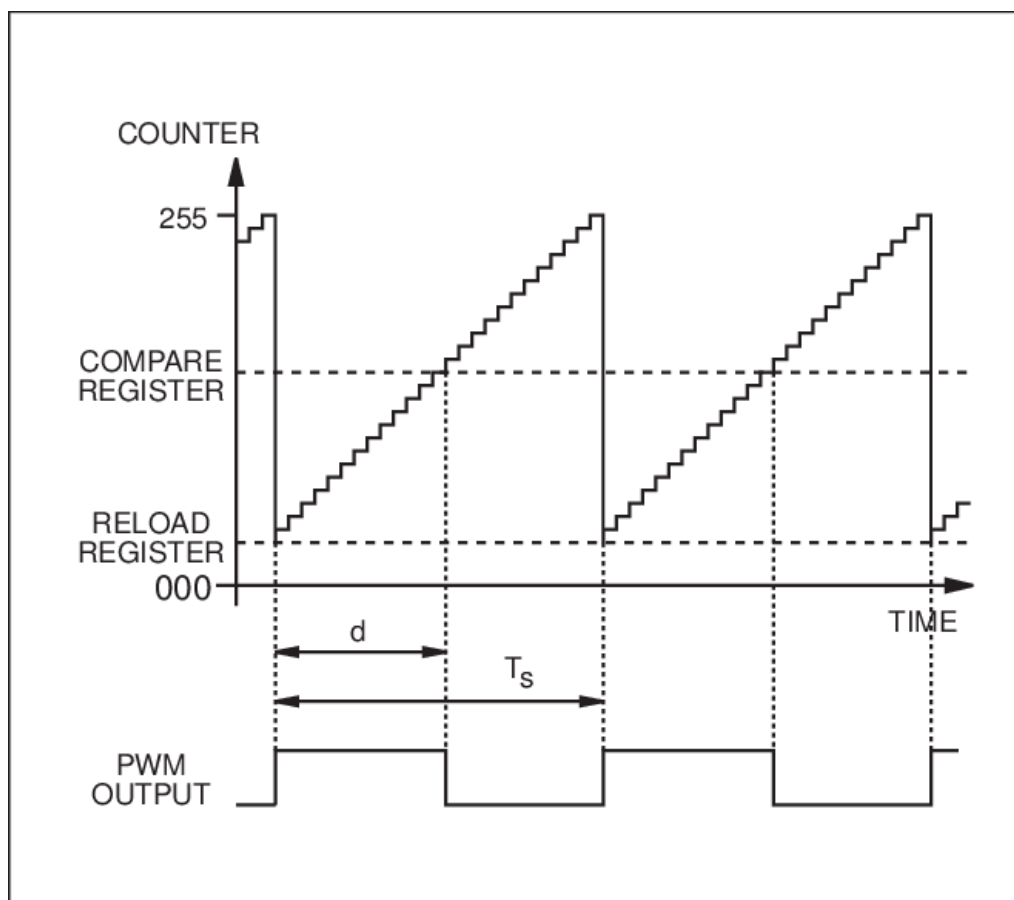 COUNTER
255
COMPARE
REGISTER
RELOAD
REGISTER
000
TIME
d
Ts
PWM
OUTPUT